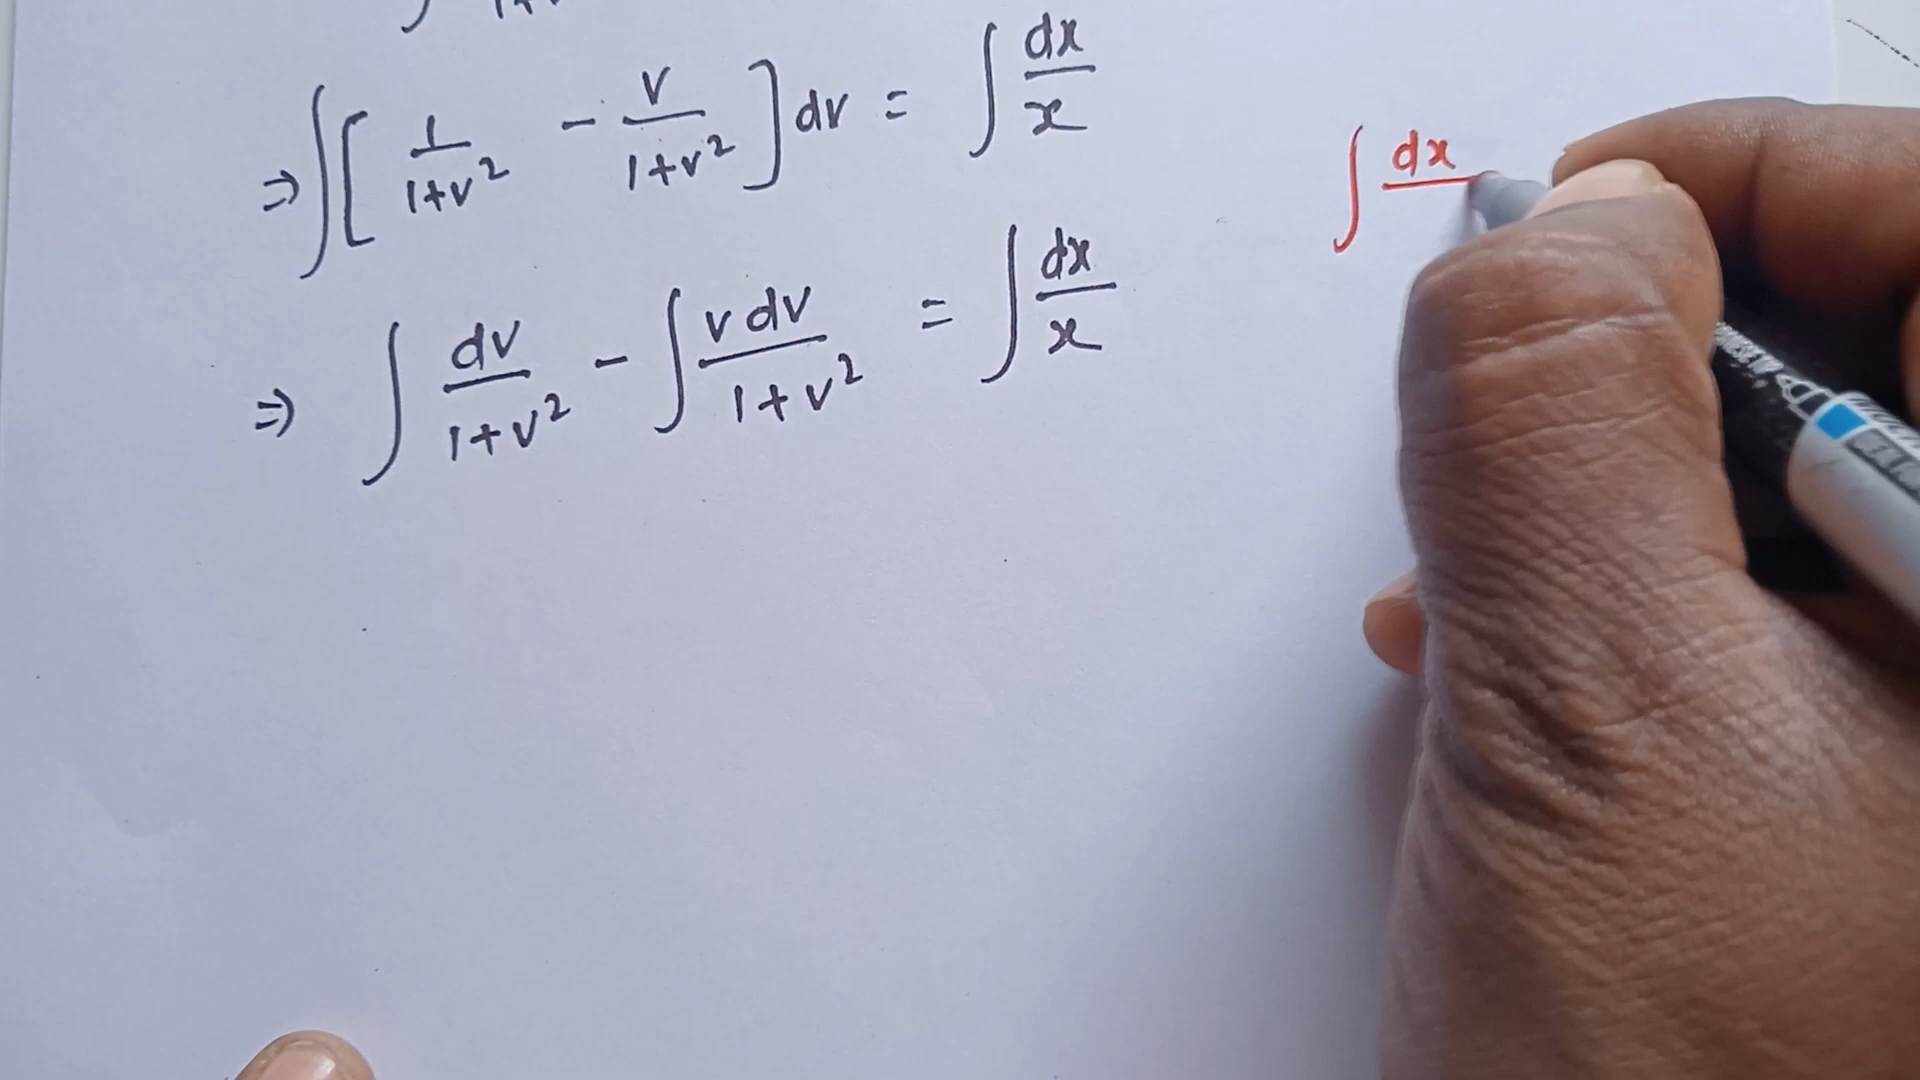 ⇒ ∫ [ 1/(1+v²) - v/(1+v²) ] dv = ∫ dx/x
∫ dx
⇒ ∫ dv/(1+v²) - ∫ v dv/(1+v²) = ∫ dx/x